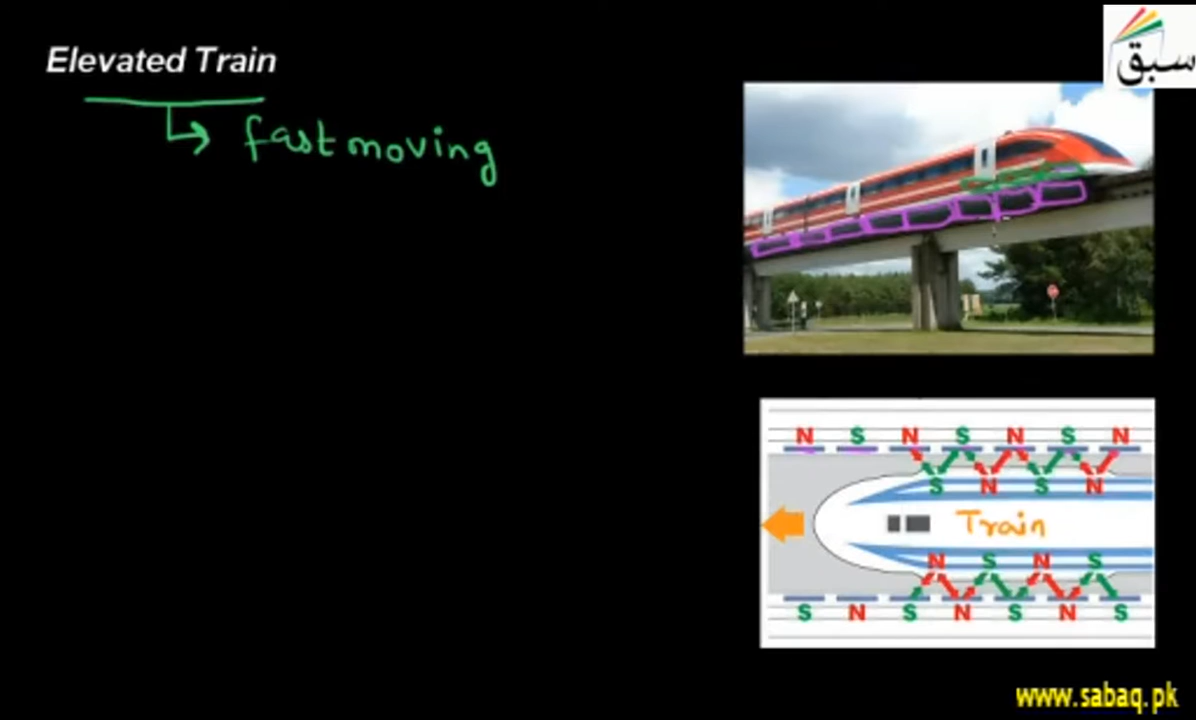 Elevated Train
fast moving
سبق
N S N S N S N
S N S N
Train
N S N S
S N S N S N S
www.sabaq.pk